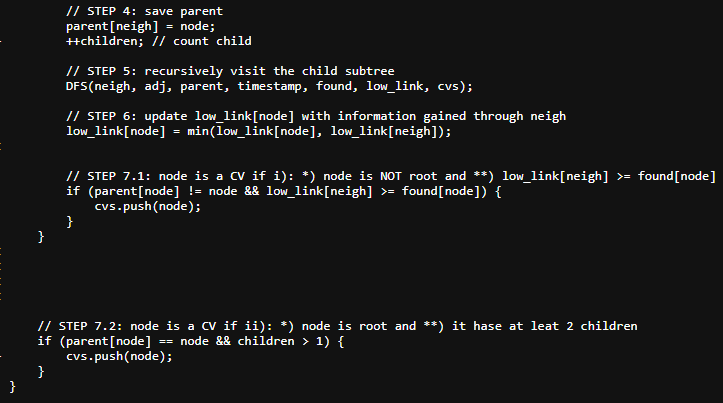 // STEP 4: save parent
parent[neigh] = node;
++children; // count child
// STEP 5: recursively visit the child subtree
DFS(neigh, adj, parent, timestamp, found, low_link, cvs);
// STEP 6: update low_link[node] with information gained through neigh
low_link[node] = min(low_link[node], low_link[neigh]);
// STEP 7.1: node is a CV if i): *) node is NOT root and **) low_link[neigh] >= found[node]
if (parent[node] != node && low_link[neigh] >= found[node]) {
cvs.push(node);
}
}
// STEP 7.2: node is a CV if ii): *) node is root and **) it hase at leat 2 children
if (parent[node] == node && children > 1) {
cvs.push(node);
}
}